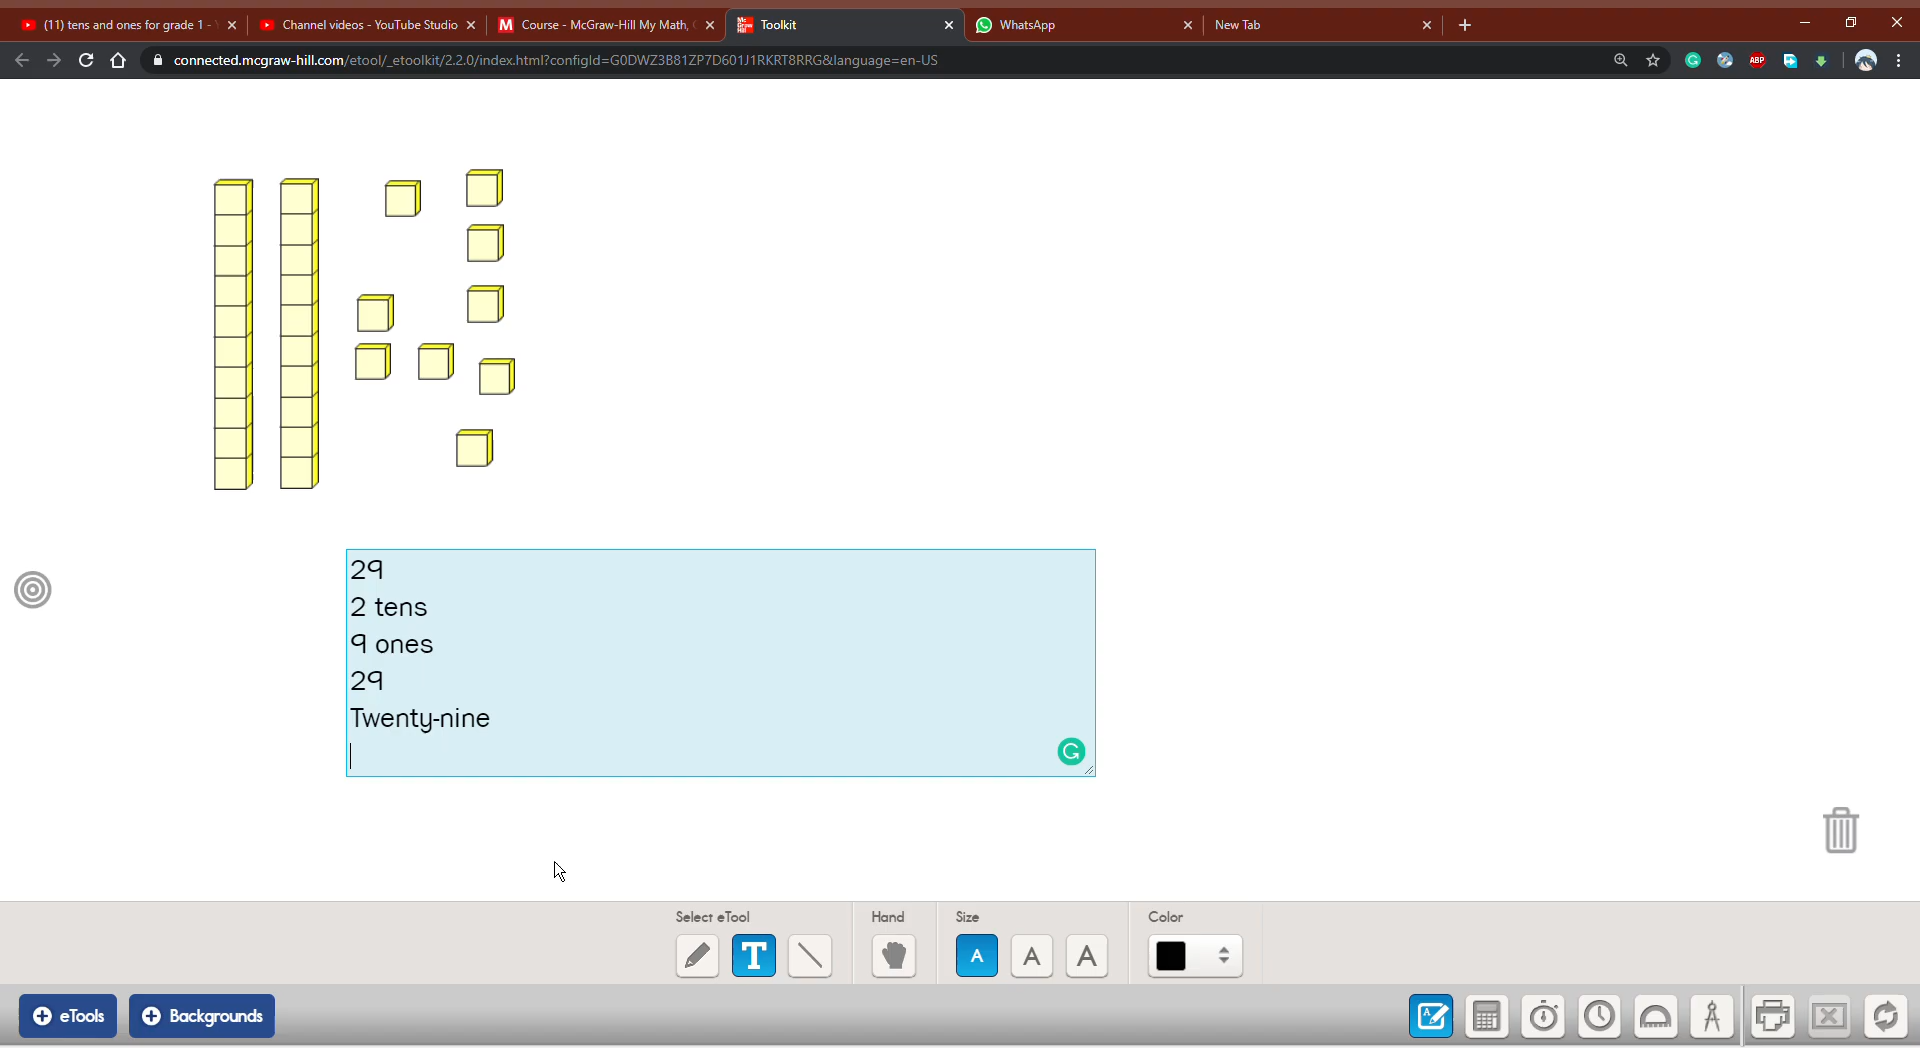 (11) tens and ones for grade 1 -
Channel videos - YouTube Studio
Course - McGraw-Hill My Math,
Toolkit
WhatsApp
New Tab
connected.mcgraw-hill.com/etool/_etoolkit/2.2.0/index.html?configId=G0DWZ3B81ZP7D601J1RKRT8RRG&language=en-US
ABP
29
2 tens
9 ones
29
Twenty-nine
Select eTool
Hand
Size
Color
T
A
A
A
eTools
Backgrounds